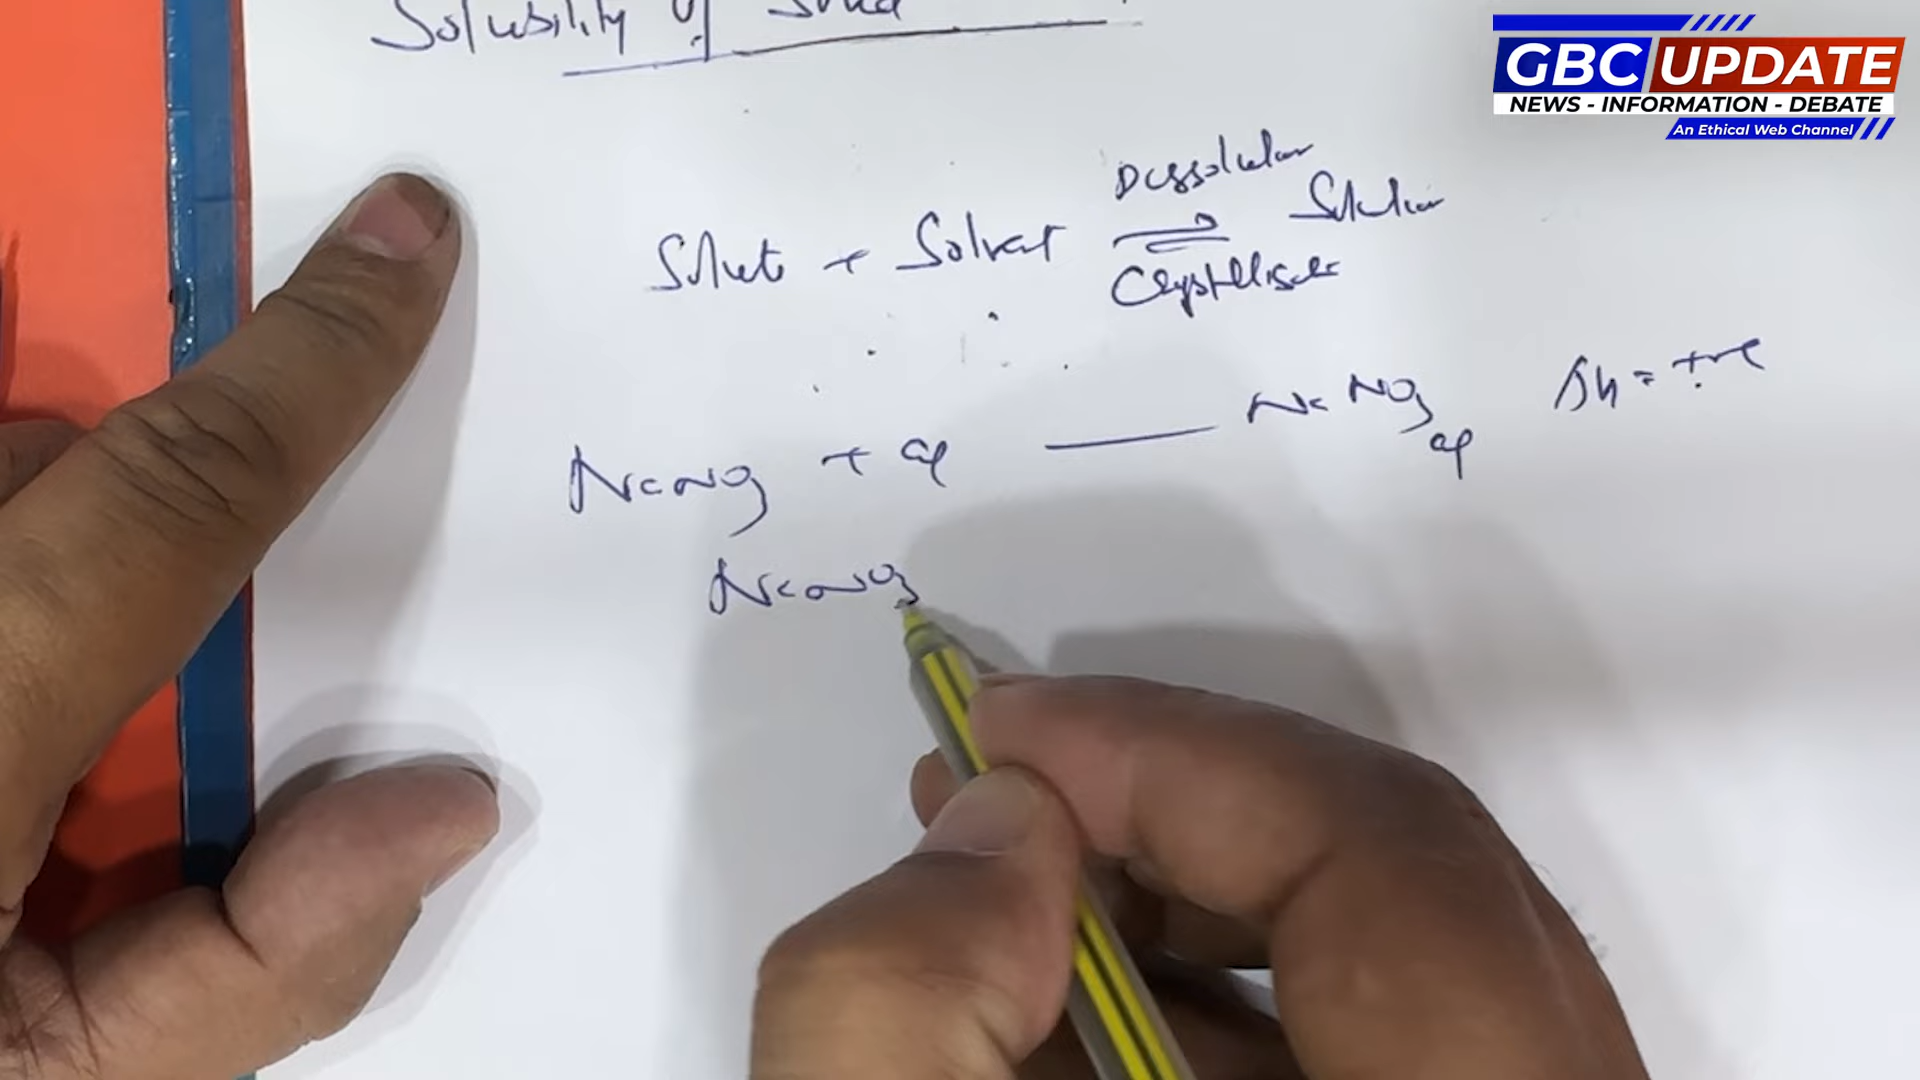 Solubility of Solid
GBC UPDATE
NEWS - INFORMATION - DEBATE
An Ethical Web Channel
Dissolution
Solute + Solvent ⇌ Solution
Crystallisation
NaNO3 + aq — NaNO3 aq ΔH = +ve
NaNO3